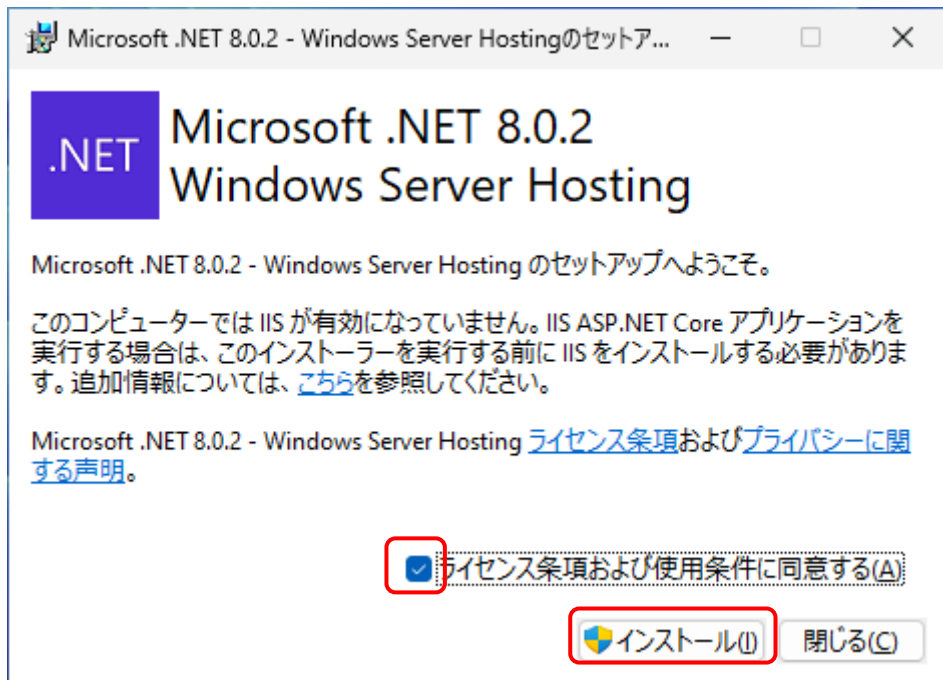 Microsoft .NET 8.0.2 - Windows Server Hostingのセットア...
.NET
Microsoft .NET 8.0.2
Windows Server Hosting
Microsoft .NET 8.0.2 - Windows Server Hosting のセットアップへようこそ。
このコンピューターでは IIS が有効になっていません。IIS ASP.NET Core アプリケーションを
実行する場合は、このインストーラーを実行する前に IIS をインストールする必要がありま
す。追加情報については、こちらを参照してください。
Microsoft .NET 8.0.2 - Windows Server Hosting ライセンス条項およびプライバシーに関
する声明。
ライセンス条項および使用条件に同意する(A)
インストール(I) 閉じる(C)